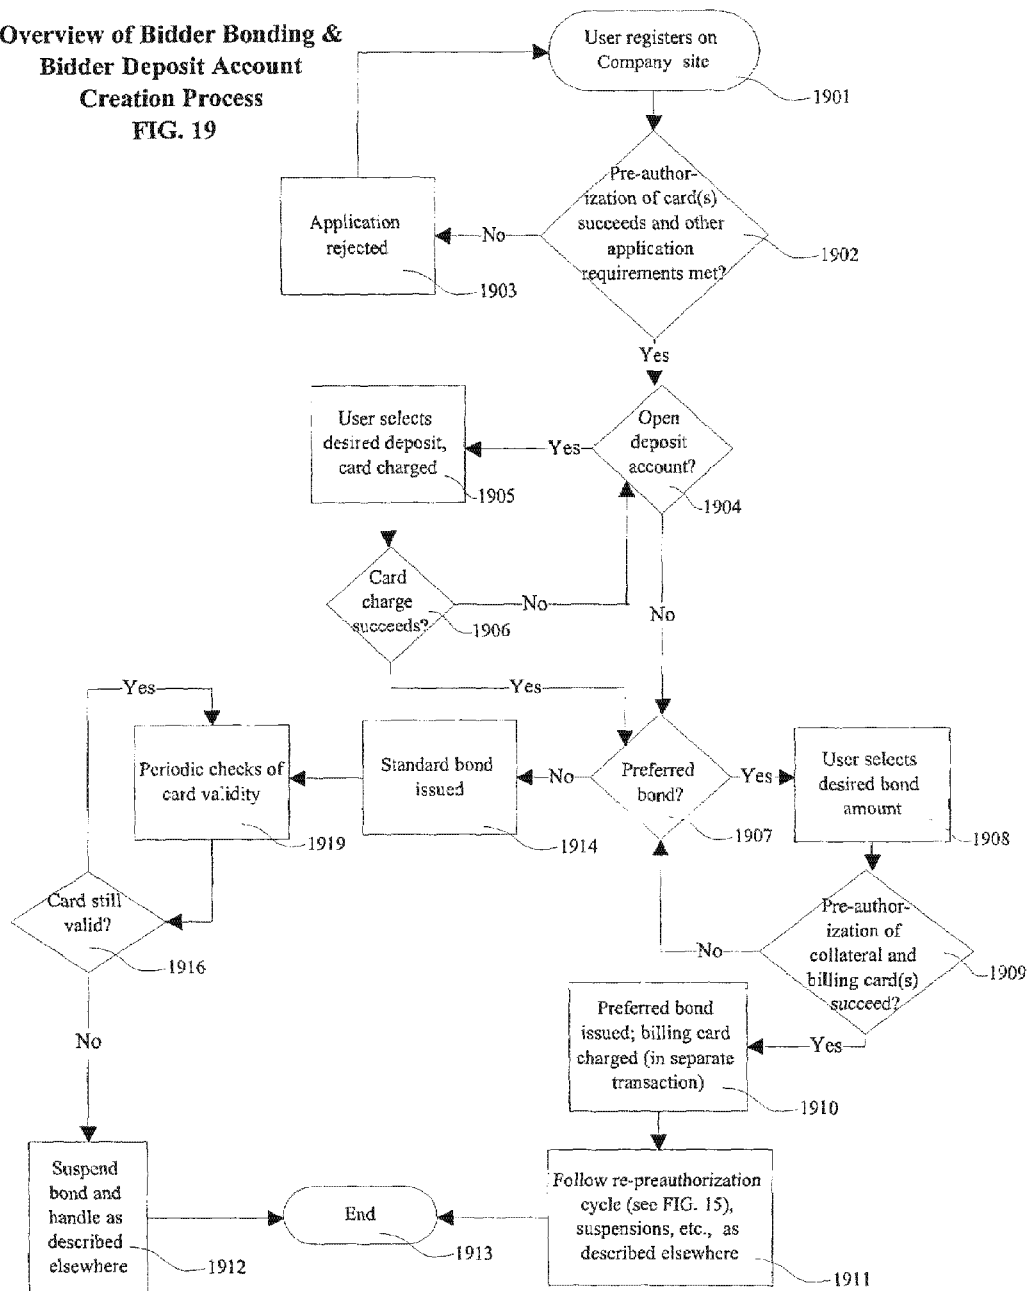 Overview of Bidder Bonding &
Bidder Deposit Account
Creation Process
FIG. 19
User registers on
Company site
1901
Pre-author-
ization of card(s)
succeeds and other
application
requirements met?
1902
No
Application
rejected
1903
Yes
Open
deposit
account?
1904
Yes
User selects
desired deposit,
card charged
1905
Card
charge
succeeds?
1906
No
No
Yes
Yes
Periodic checks of
card validity
1919
Standard bond
issued
1914
No
Preferred
bond?
1907
Yes
User selects
desired bond
amount
1908
Card still
valid?
1916
No
Pre-author-
ization of
collateral and
billing card(s)
succeed?
1909
No
Yes
Preferred bond
issued; billing card
charged (in separate
transaction)
1910
Suspend
bond and
handle as
described
elsewhere
1912
End
1913
Follow re-preauthorization
cycle (see FIG. 15),
suspensions, etc., as
described elsewhere
1911